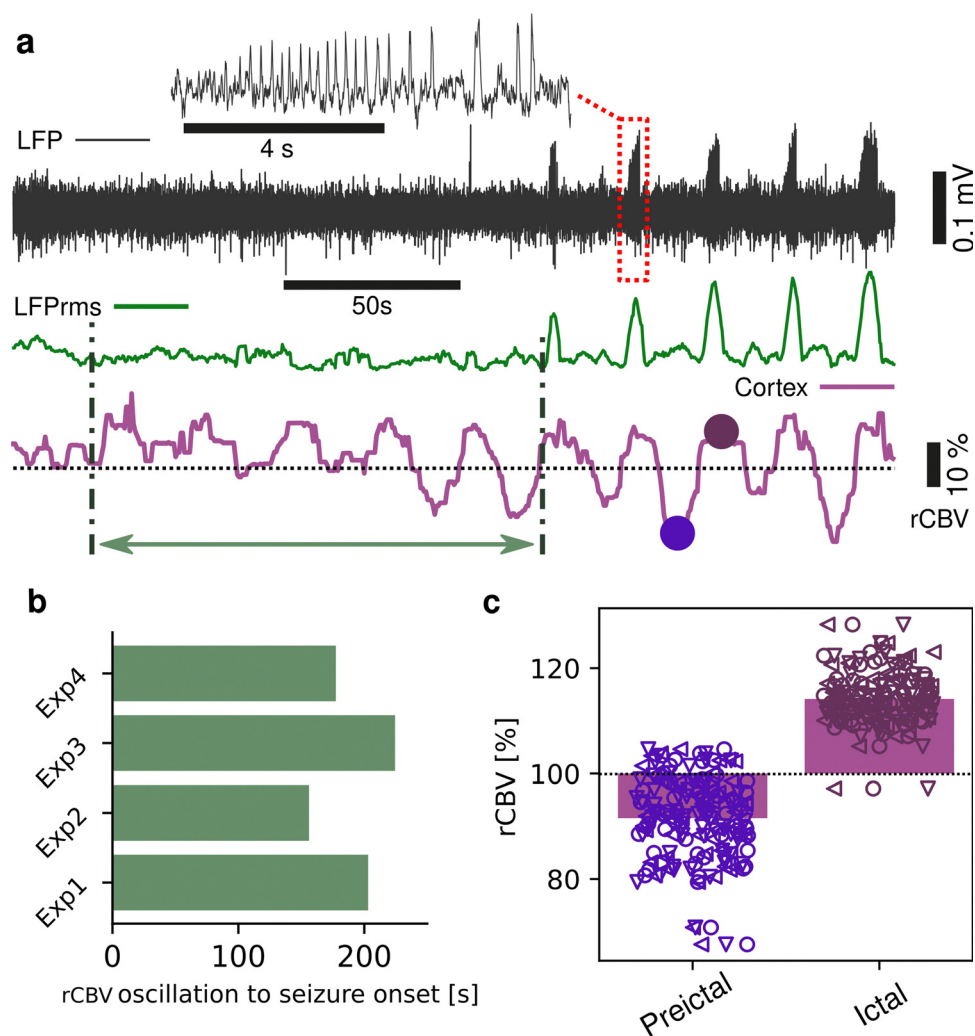 a
LFP
4 s
0.1 mV
50s
LFPrms
Cortex
10 %
rCBV
b
Exp4
Exp3
Exp2
Exp1
0 100 200
rCBV oscillation to seizure onset [s]
c
120
100
80
rCBV [%]
Preictal Ictal